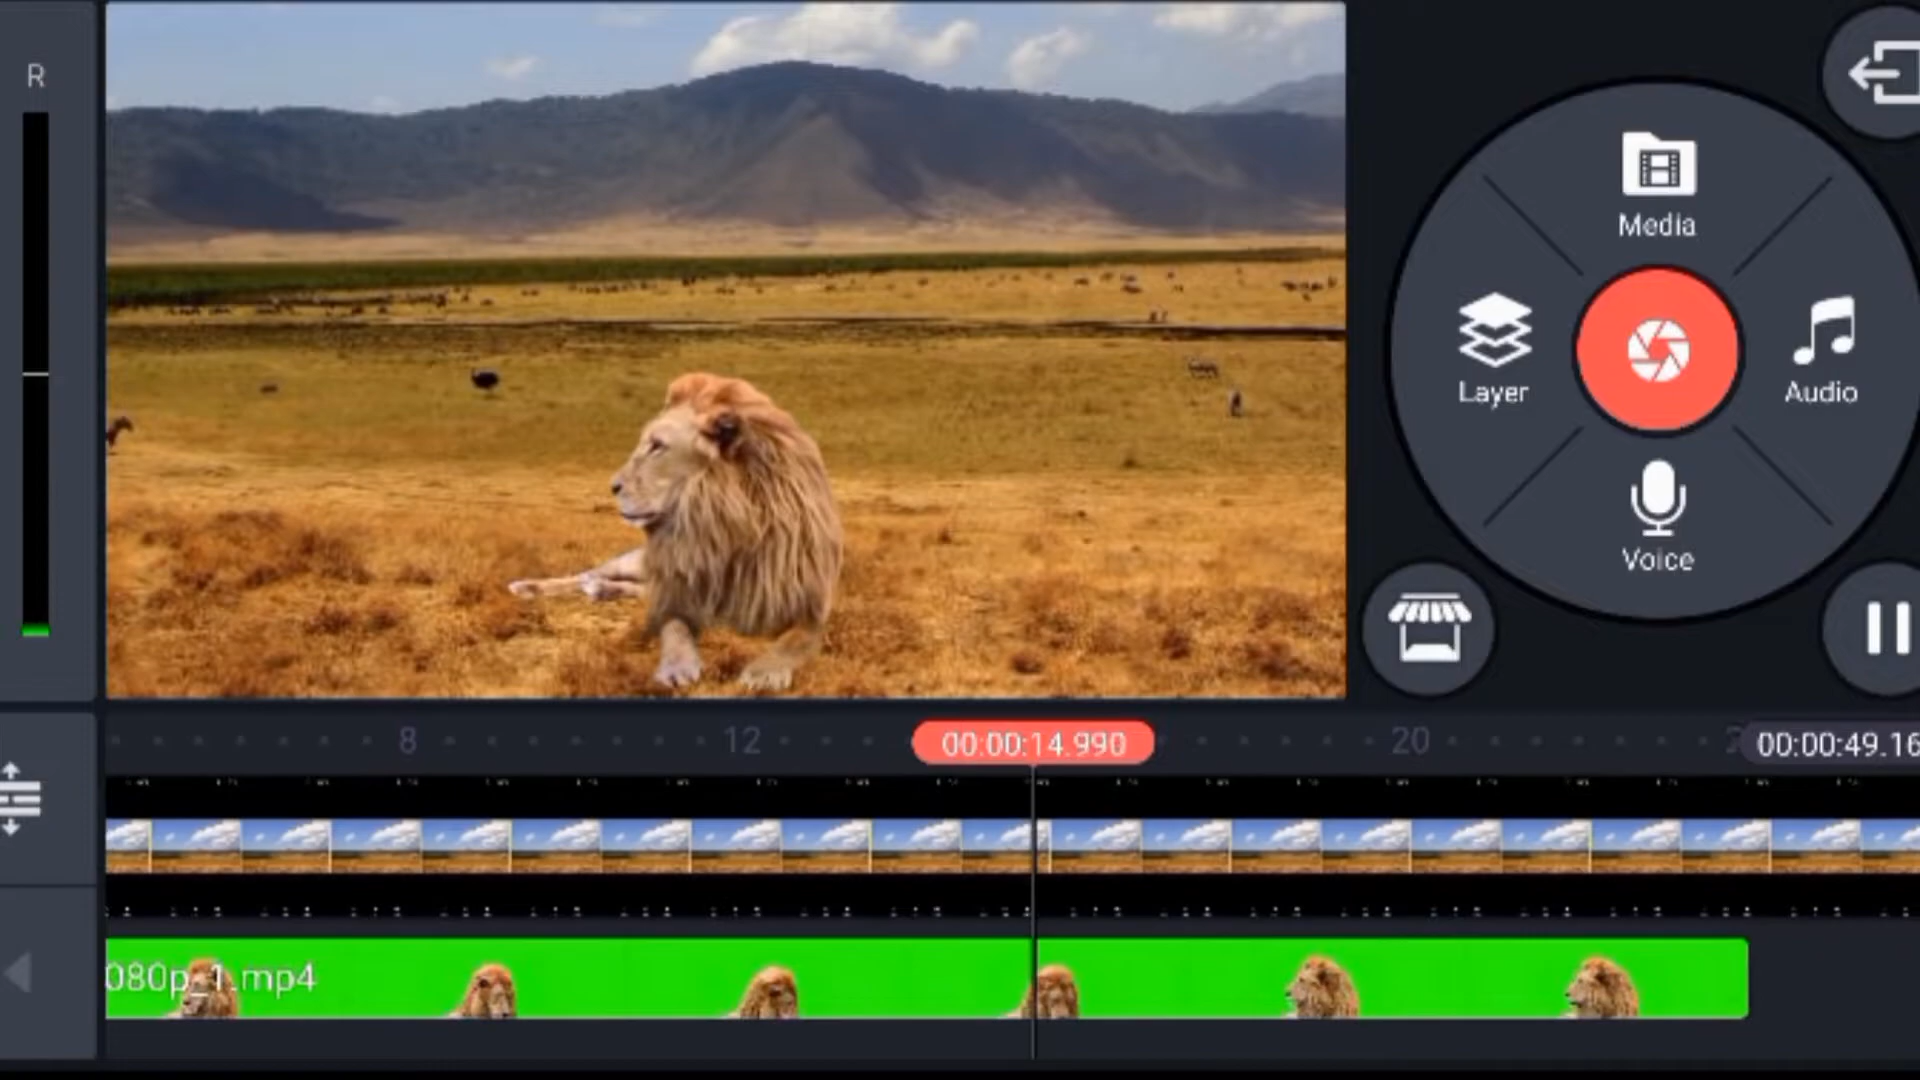 R
Media
Layer
Audio
Voice
8
12
00:00:14.990
20
00:00:49.16
080p_1.mp4